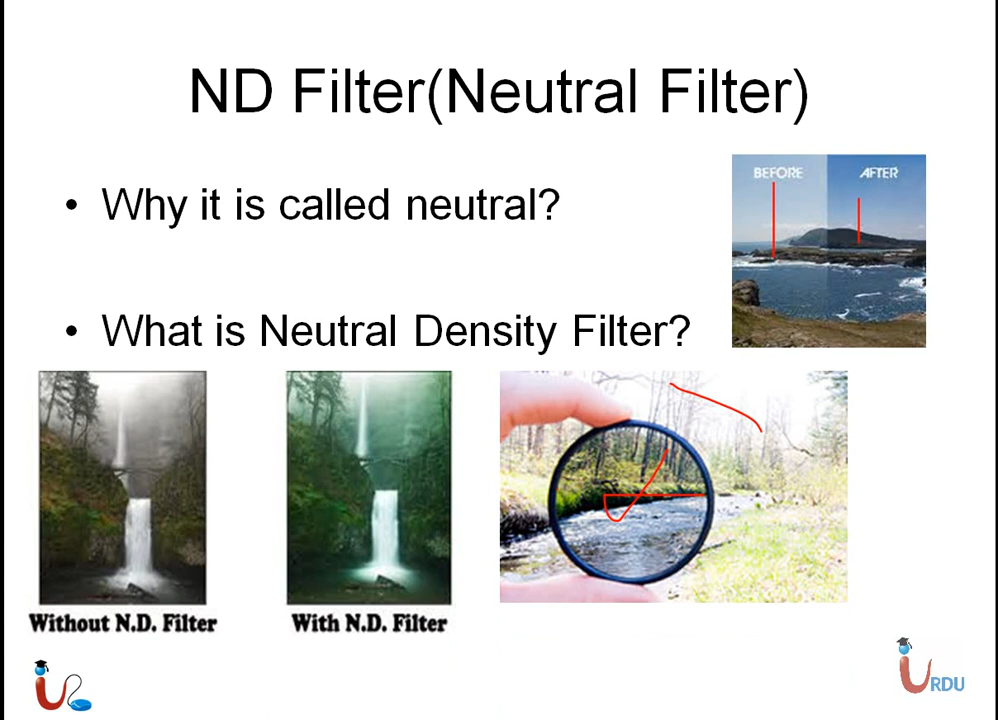 ND Filter(Neutral Filter)
• Why it is called neutral?
BEFORE AFTER
• What is Neutral Density Filter?
Without N.D. Filter
With N.D. Filter
URDU